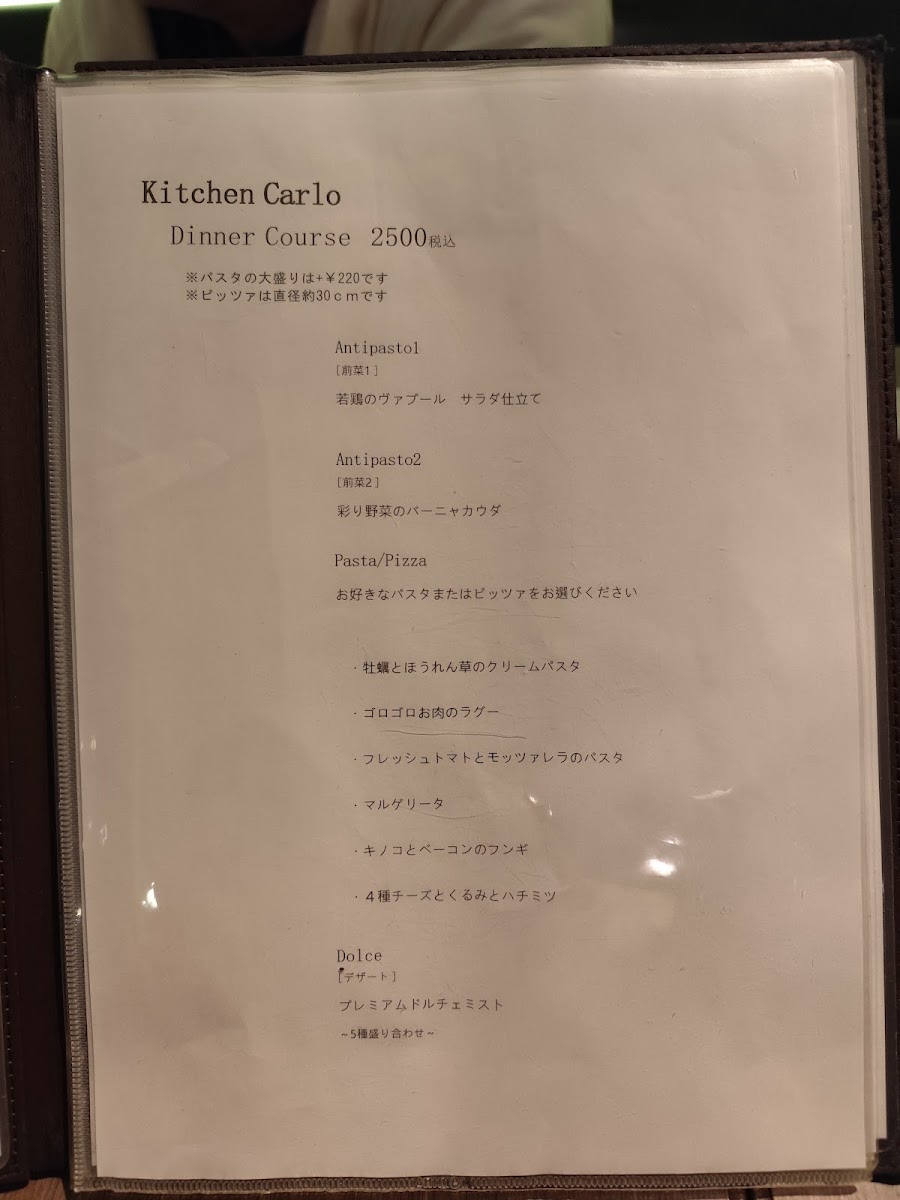 Kitchen Carlo
Dinner Course 2500税込
※パスタの大盛りは+￥220です
※ピッツァは直径約30ｃｍです
Antipasto1
[前菜1]
若鶏のヴァプール　サラダ仕立て
Antipasto2
[前菜2]
彩り野菜のバーニャカウダ
Pasta/Pizza
お好きなパスタまたはピッツァをお選びください
・牡蠣とほうれん草のクリームパスタ
・ゴロゴロお肉のラグー
・フレッシュトマトとモッツァレラのパスタ
・マルゲリータ
・キノコとベーコンのフンギ
・４種チーズとくるみとハチミツ
Dolce
[デザート]
プレミアムドルチェミスト
～5種盛り合わせ～